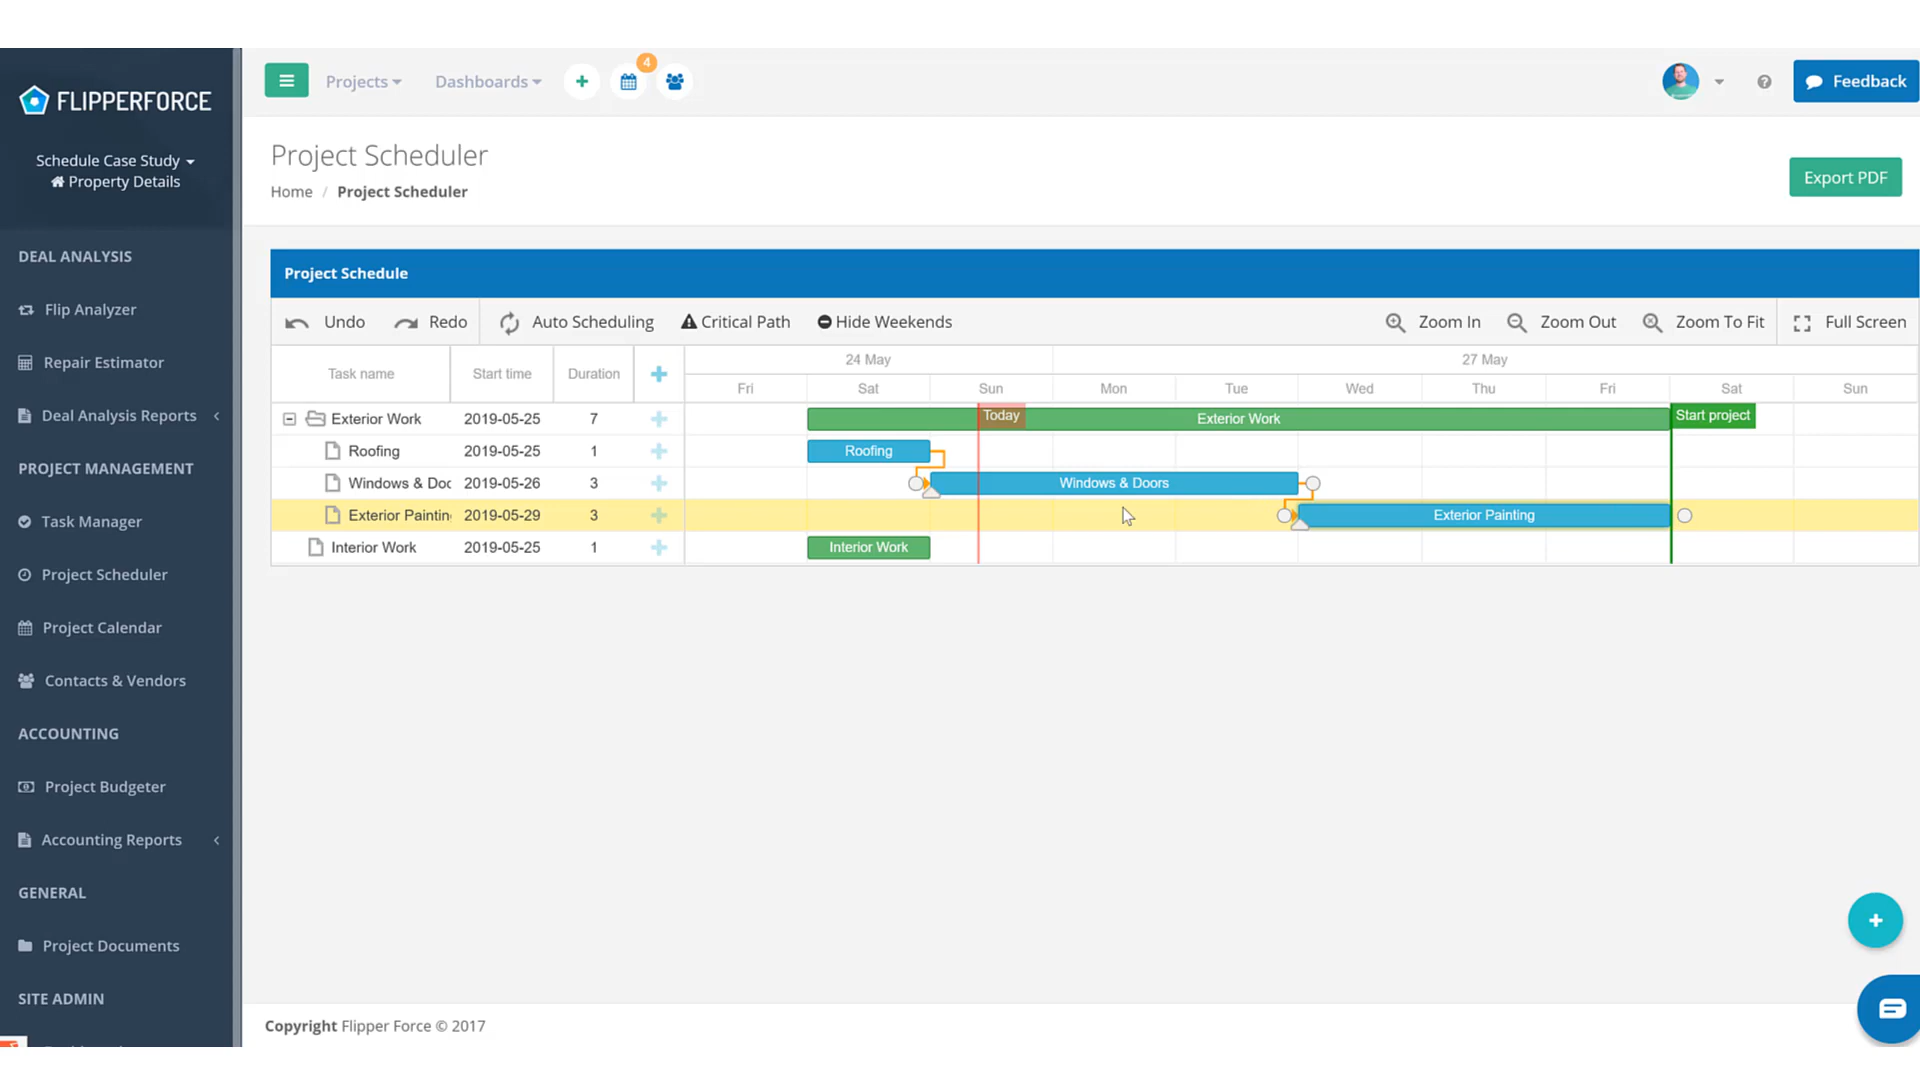 FLIPPERFORCE
Schedule Case Study
Property Details
DEAL ANALYSIS
Flip Analyzer
Repair Estimator
Deal Analysis Reports
PROJECT MANAGEMENT
Task Manager
Project Scheduler
Project Calendar
Contacts & Vendors
ACCOUNTING
Project Budgeter
Accounting Reports
GENERAL
Project Documents
SITE ADMIN
Projects Dashboards 4 Feedback
Project Scheduler
Home / Project Scheduler
Export PDF
Project Schedule
Undo Redo Auto Scheduling Critical Path Hide Weekends Zoom In Zoom Out Zoom To Fit Full Screen
24 May 27 May
Task name Start time Duration
Fri Sat Sun Mon Tue Wed Thu Fri Sat Sun
Exterior Work 2019-05-25 7 Today Exterior Work Start project
Roofing 2019-05-25 1 Roofing
Windows & Doc 2019-05-26 3 Windows & Doors
Exterior Paintin 2019-05-29 3 Exterior Painting
Interior Work 2019-05-25 1 Interior Work
Copyright Flipper Force © 2017